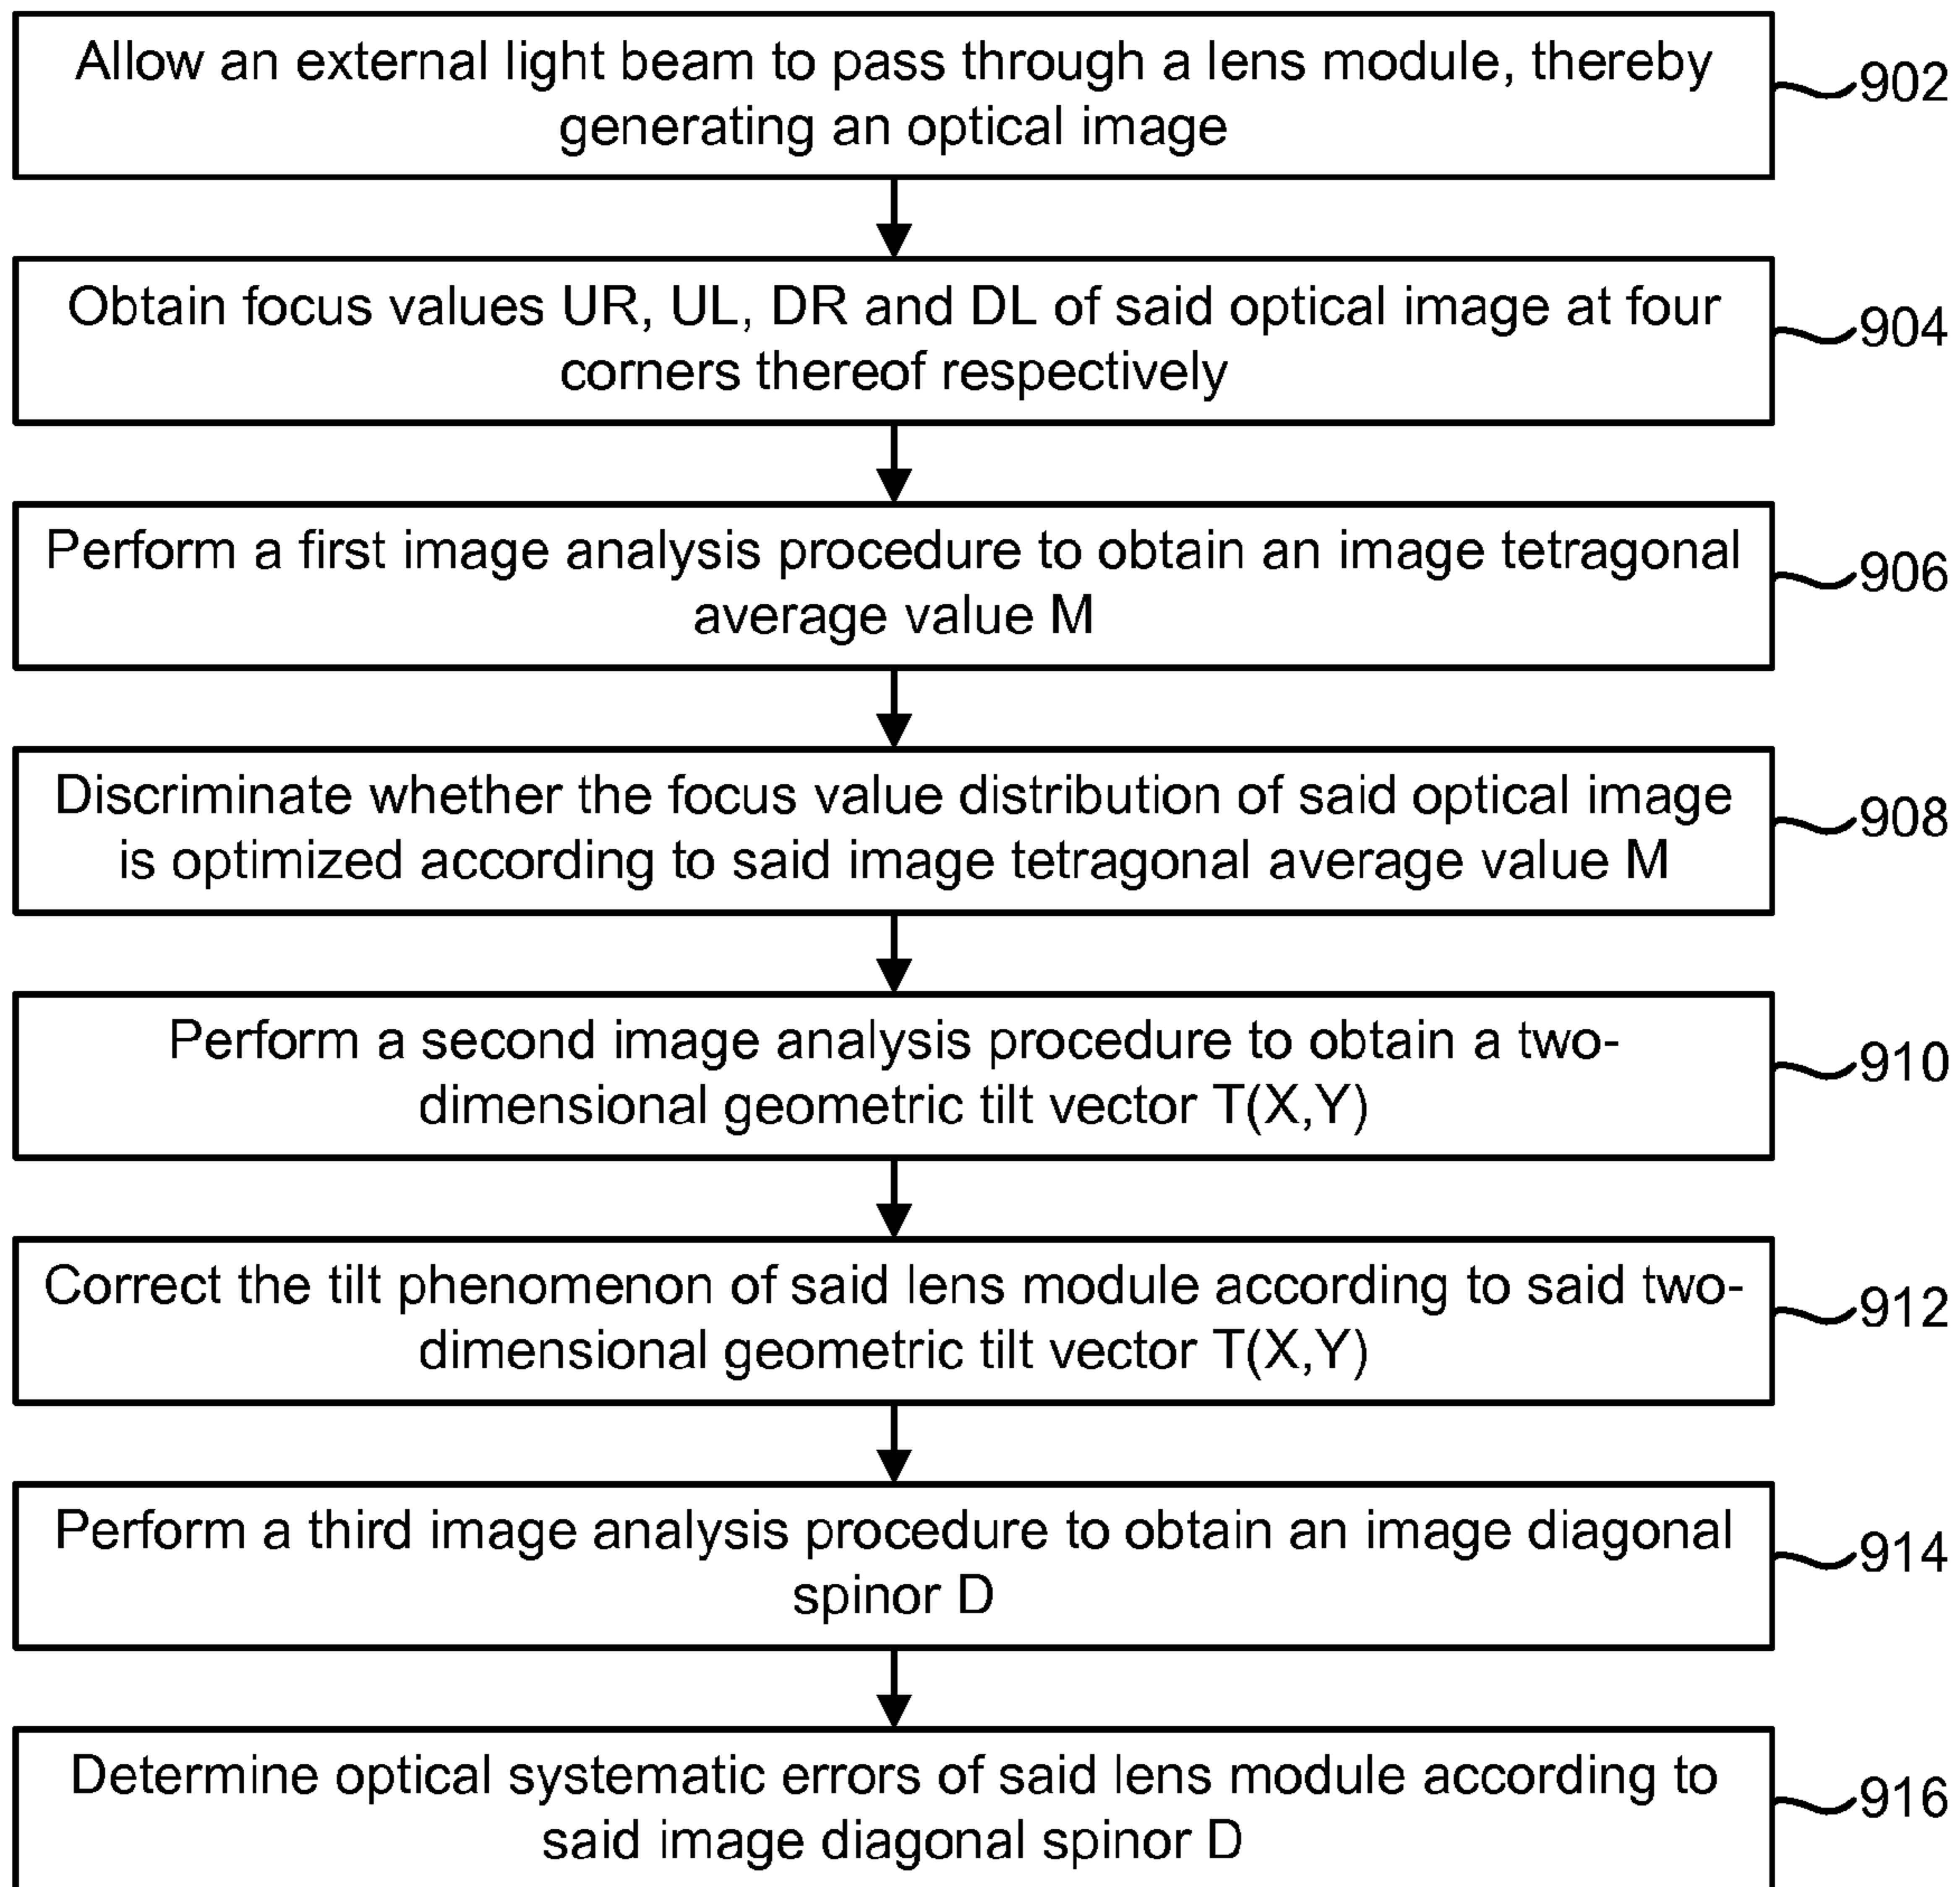 Allow an external light beam to pass through a lens module, thereby
generating an optical image
902
Obtain focus values UR, UL, DR and DL of said optical image at four
corners thereof respectively
904
Perform a first image analysis procedure to obtain an image tetragonal
average value M
906
Discriminate whether the focus value distribution of said optical image
is optimized according to said image tetragonal average value M
908
Perform a second image analysis procedure to obtain a two-
dimensional geometric tilt vector T(X,Y)
910
Correct the tilt phenomenon of said lens module according to said two-
dimensional geometric tilt vector T(X,Y)
912
Perform a third image analysis procedure to obtain an image diagonal
spinor D
914
Determine optical systematic errors of said lens module according to
said image diagonal spinor D
916